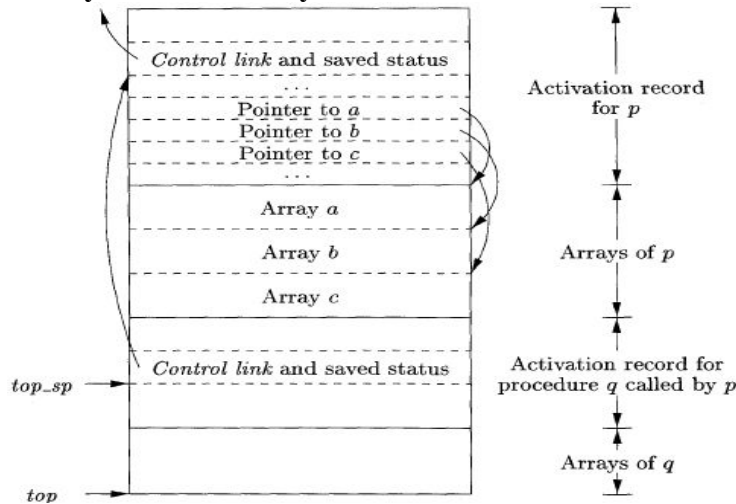 Control link and saved status
...
Pointer to a
Pointer to b
Pointer to c
...
Array a
Array b
Array c
Control link and saved status
top_sp
top
Activation record
for p
Arrays of p
Activation record for
procedure q called by p
Arrays of q